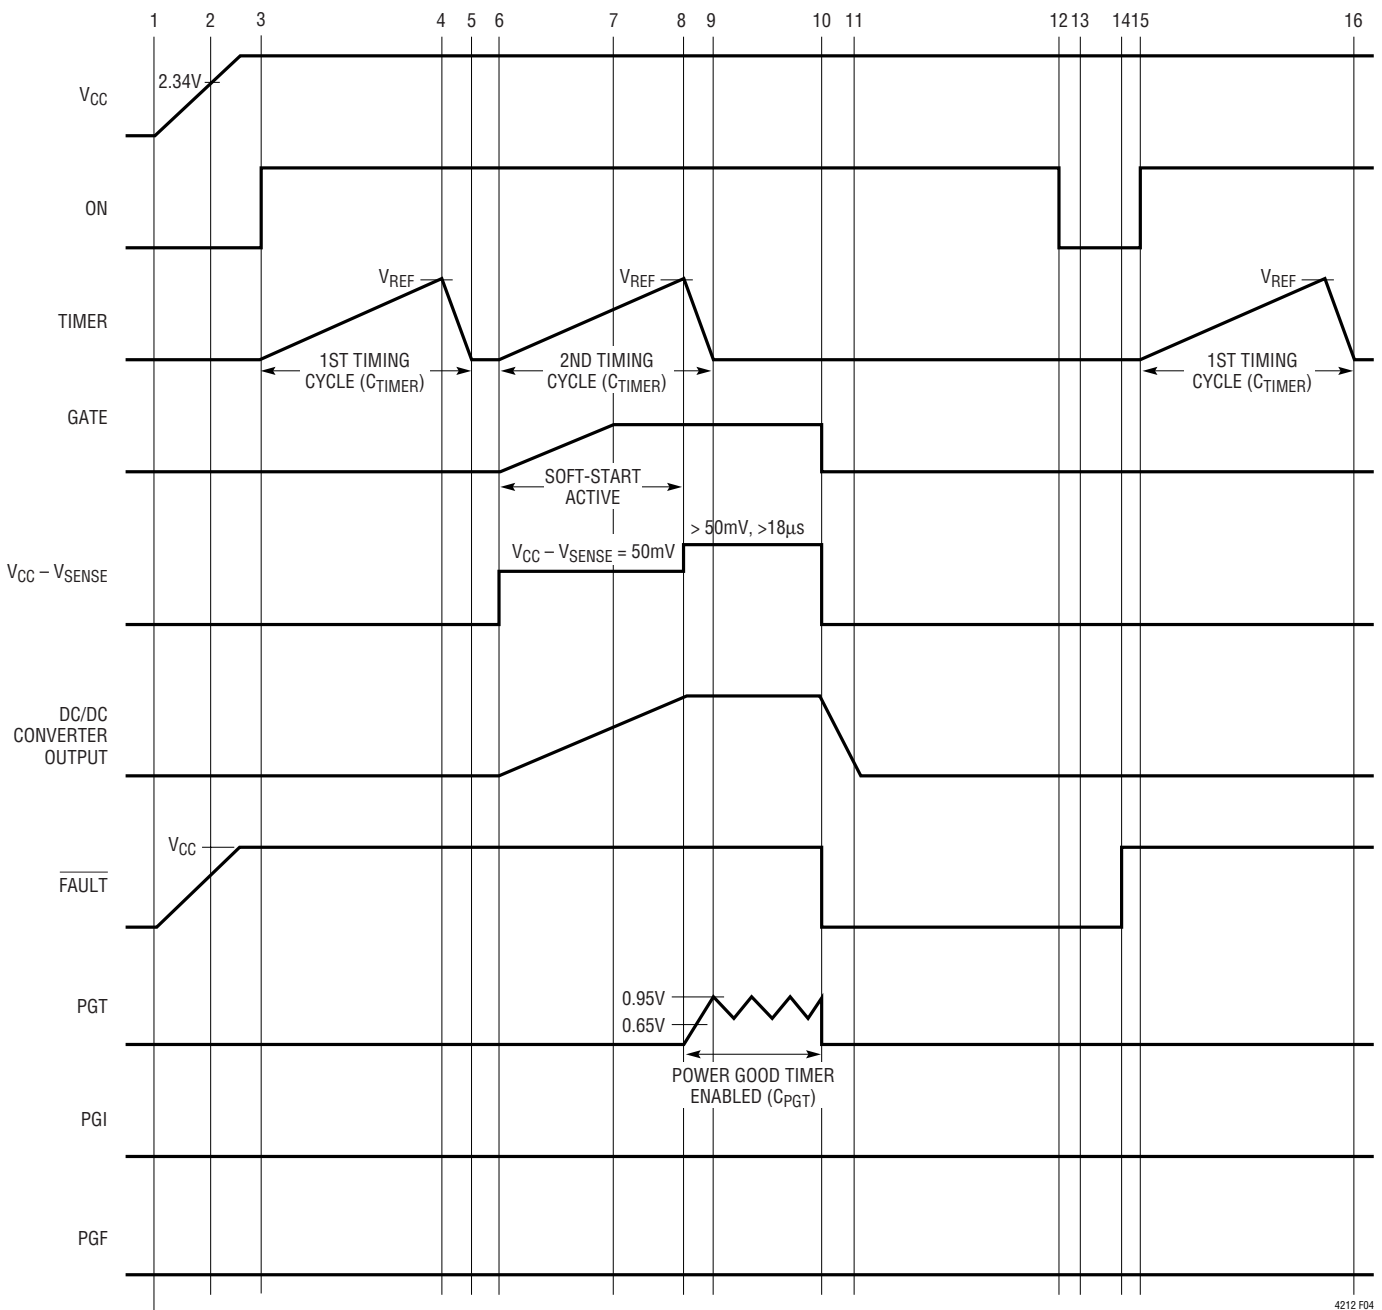 1 2 3 4 5 6 7 8 9 10 11 12 13 14 15 16
2.34V
VCC
ON
VREF VREF VREF
TIMER
1ST TIMING
CYCLE (CTIMER)
2ND TIMING
CYCLE (CTIMER)
1ST TIMING
CYCLE (CTIMER)
GATE
SOFT-START
ACTIVE
> 50mV, >18µs
VCC – VSENSE = 50mV
VCC – VSENSE
DC/DC
CONVERTER
OUTPUT
VCC
FAULT
0.95V
PGT
0.65V
POWER GOOD TIMER
ENABLED (CPGT)
PGI
PGF
4212 F04